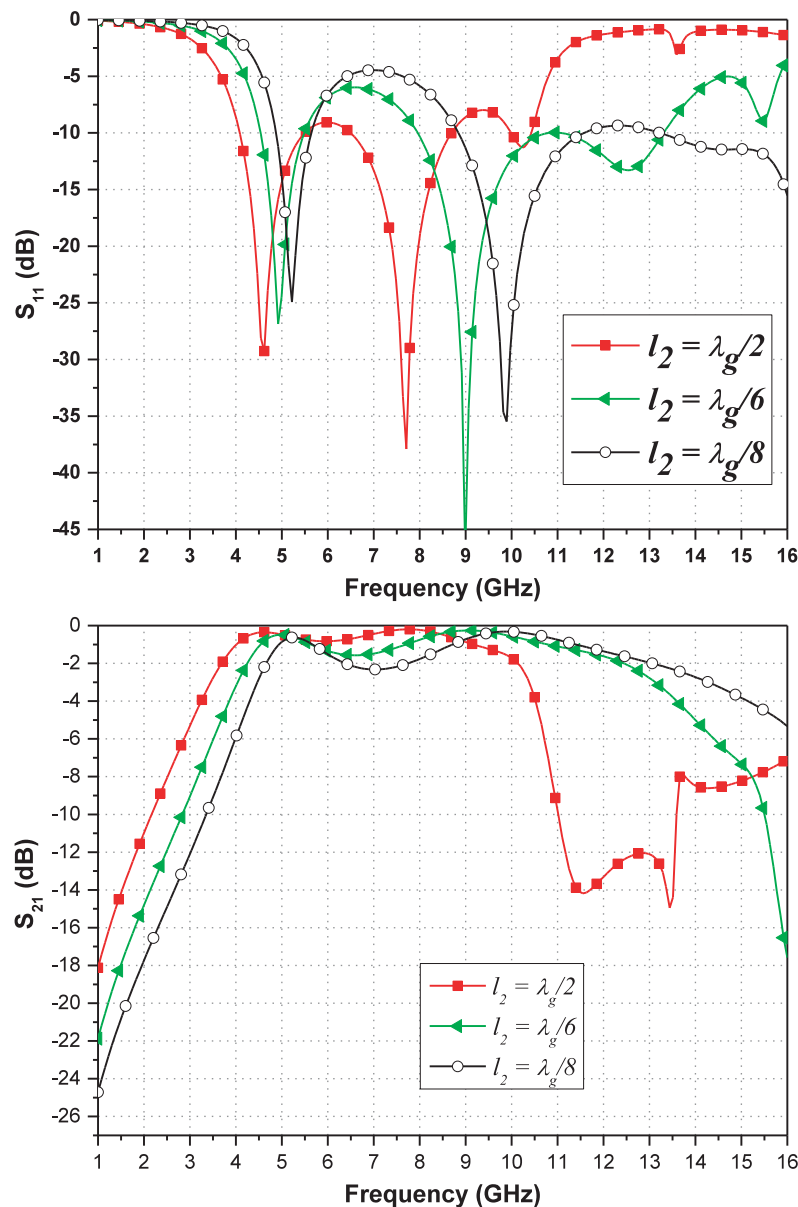 0
-5
-10
-15
-20
-25
-30
-35
-40
-45
S₁₁ (dB)
l₂ = λg/2
l₂ = λg/6
l₂ = λg/8
1 2 3 4 5 6 7 8 9 10 11 12 13 14 15 16
Frequency (GHz)
0
-2
-4
-6
-8
-10
-12
-14
-16
-18
-20
-22
-24
-26
S₂₁ (dB)
l₂ = λg/2
l₂ = λg/6
l₂ = λg/8
1 2 3 4 5 6 7 8 9 10 11 12 13 14 15 16
Frequency (GHz)